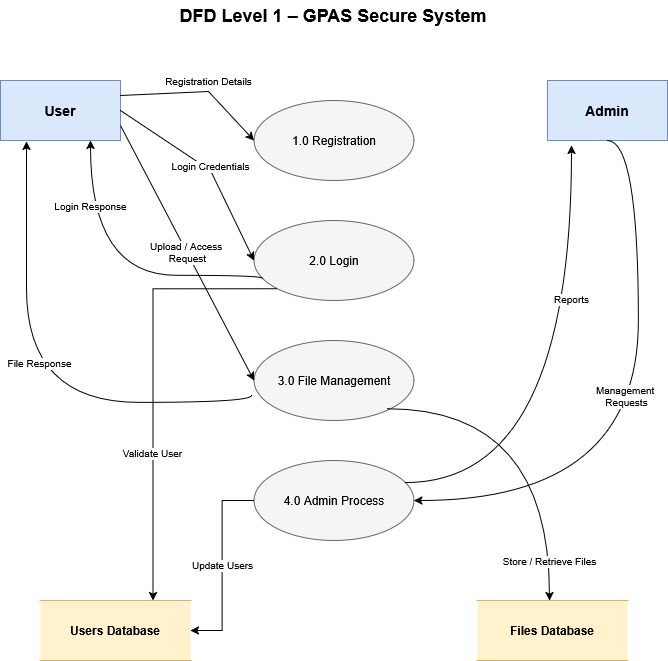 DFD Level 1 – GPAS Secure System
Registration Details
User
Admin
1.0 Registration
Login Credentials
Login Response
Upload / Access
Request
2.0 Login
Reports
File Response
3.0 File Management
Management
Requests
Validate User
4.0 Admin Process
Update Users
Store / Retrieve Files
Users Database
Files Database